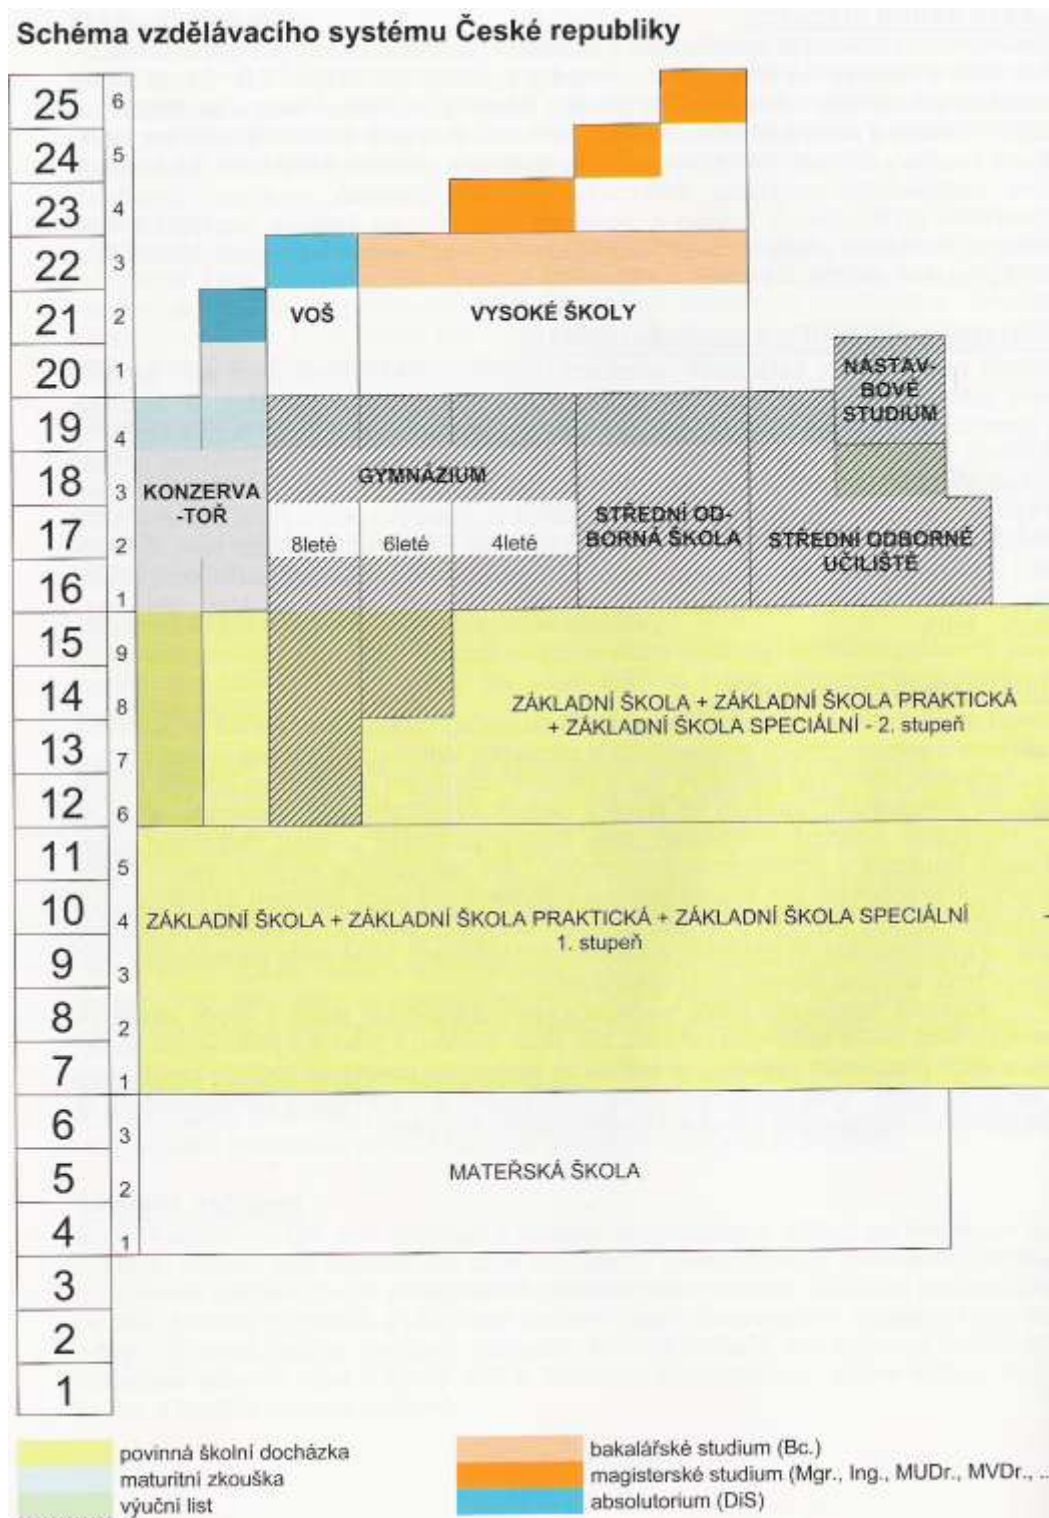 Schéma vzdělávacího systému České republiky
25 6
24 5
23 4
22 3
21 2
20 1
19 4
18 3
17 2
16 1
15 9
14 8
13 7
12 6
11 5
10 4
9 3
8 2
7 1
6 3
5 2
4 1
3
2
1
VOŠ
VYSOKÉ ŠKOLY
NÁSTAV-
BOVÉ
STUDIUM
KONZERVA
-TOŘ
GYMNÁZIUM
8leté 6leté 4leté
STŘEDNÍ OD-
BORNÁ ŠKOLA
STŘEDNÍ ODBORNÉ
UČILIŠTĚ
ZÁKLADNÍ ŠKOLA + ZÁKLADNÍ ŠKOLA PRAKTICKÁ
+ ZÁKLADNÍ ŠKOLA SPECIÁLNÍ - 2. stupeň
ZÁKLADNÍ ŠKOLA + ZÁKLADNÍ ŠKOLA PRAKTICKÁ + ZÁKLADNÍ ŠKOLA SPECIÁLNÍ
1. stupeň
MATEŘSKÁ ŠKOLA
povinná školní docházka
maturitní zkouška
výuční list
bakalářské studium (Bc.)
magisterské studium (Mgr., Ing., MUDr., MVDr., ..
absolutorium (DiS)